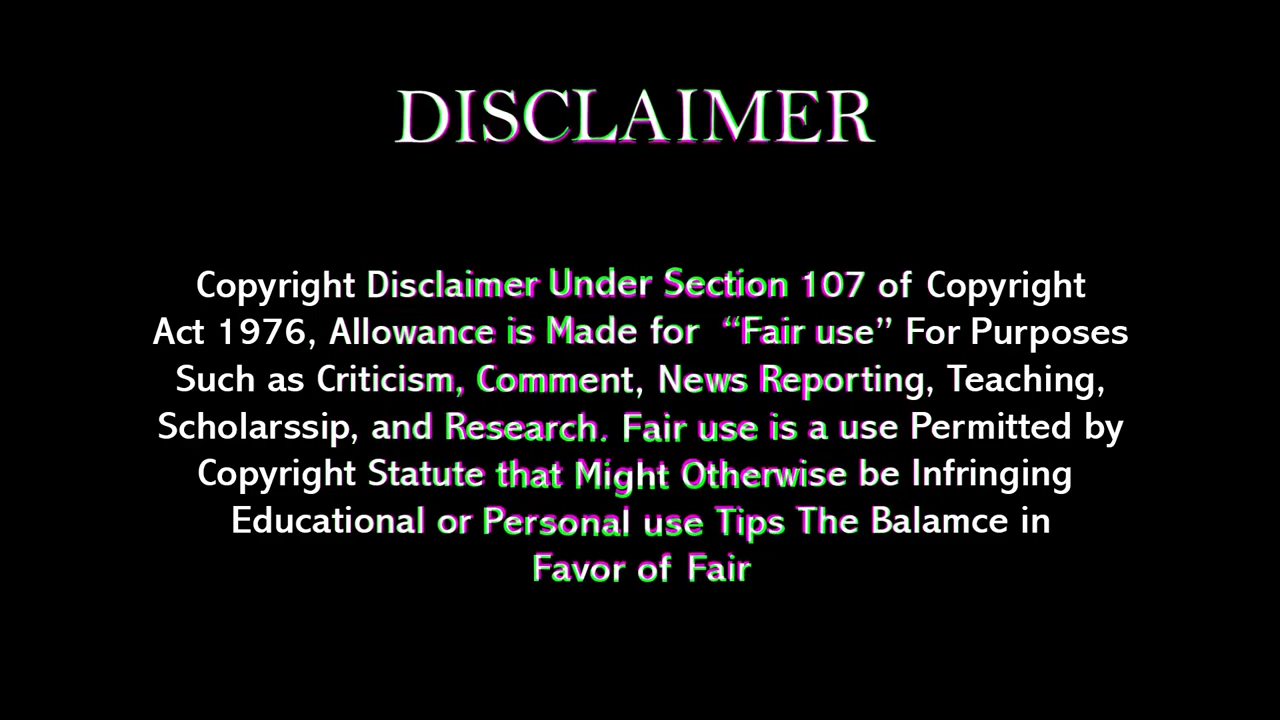 DISCLAIMER
Copyright Disclaimer Under Section 107 of Copyright
Act 1976, Allowance is Made for “Fair use” For Purposes
Such as Criticism, Comment, News Reporting, Teaching,
Scholarssip, and Research. Fair use is a use Permitted by
Copyright Statute that Might Otherwise be Infringing
Educational or Personal use Tips The Balamce in
Favor of Fair